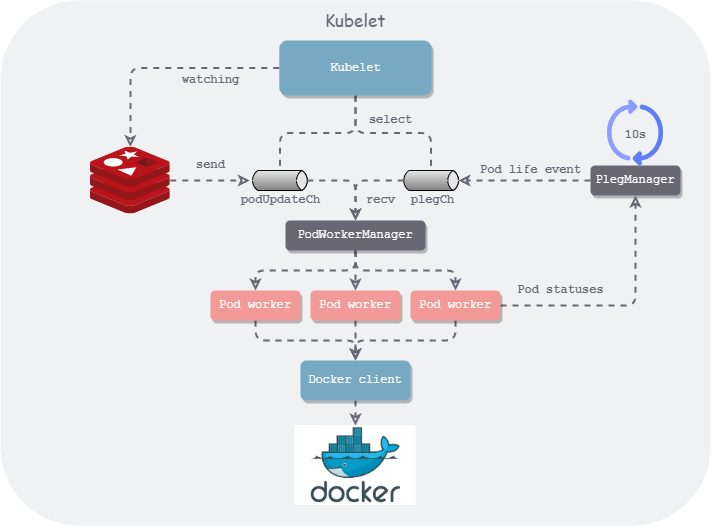 Kubelet
Kubelet
watching
select
10s
send
Pod life event
PlegManager
podUpdateCh
recv
plegCh
PodWorkerManager
Pod worker
Pod worker
Pod worker
Pod statuses
Docker client
docker